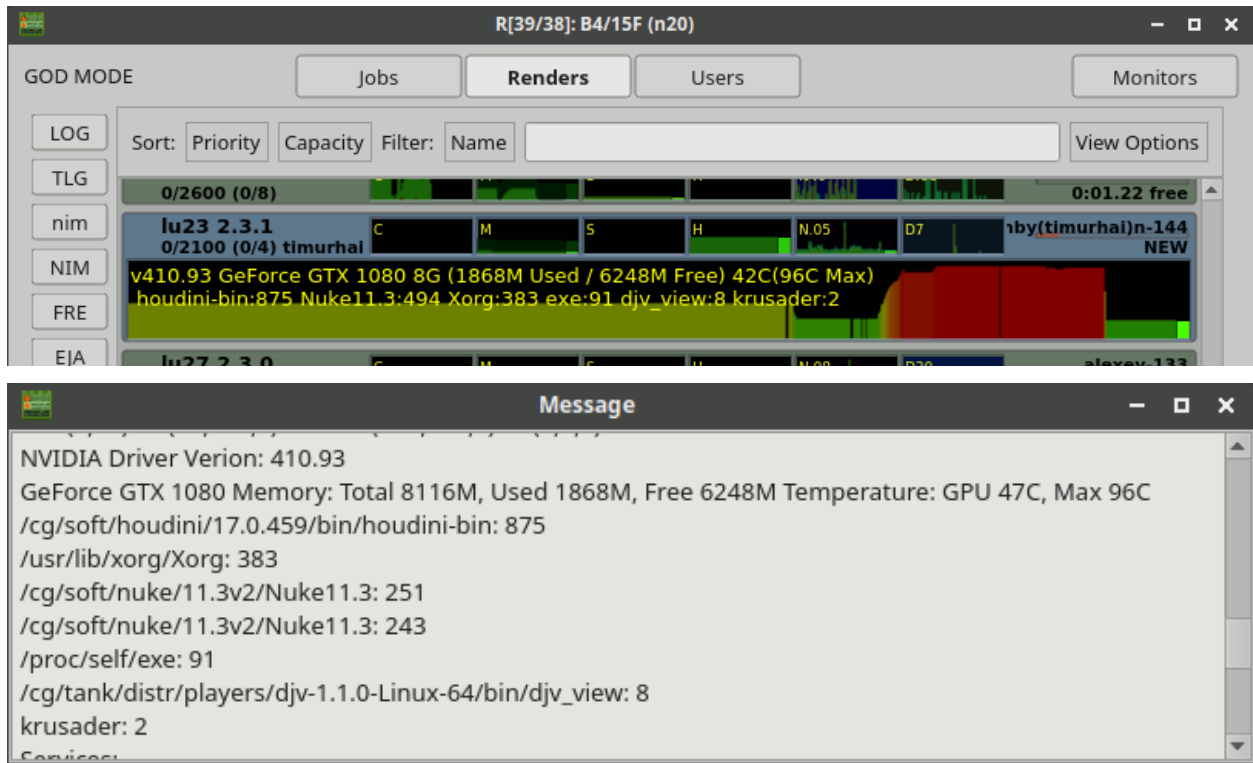 R[39/38]: B4/15F (n20)
GOD MODE
Jobs
Renders
Users
Monitors
LOG
TLG
nim
NIM
FRE
EJA
Sort: Priority Capacity Filter: Name
View Options
0/2600 (0/8)
0:01.22 free
lu23 2.3.1
0/2100 (0/4) timurhai
C
M
S
H
N.05
D7
nby(timurhai)n-144
NEW
v410.93 GeForce GTX 1080 8G (1868M Used / 6248M Free) 42C(96C Max)
houdini-bin:875 Nuke11.3:494 Xorg:383 exe:91 djv_view:8 krusader:2
lu27 2.3.0
alexey-133
Message
NVIDIA Driver Verion: 410.93
GeForce GTX 1080 Memory: Total 8116M, Used 1868M, Free 6248M Temperature: GPU 47C, Max 96C
/cg/soft/houdini/17.0.459/bin/houdini-bin: 875
/usr/lib/xorg/Xorg: 383
/cg/soft/nuke/11.3v2/Nuke11.3: 251
/cg/soft/nuke/11.3v2/Nuke11.3: 243
/proc/self/exe: 91
/cg/tank/distr/players/djv-1.1.0-Linux-64/bin/djv_view: 8
krusader: 2
Services: